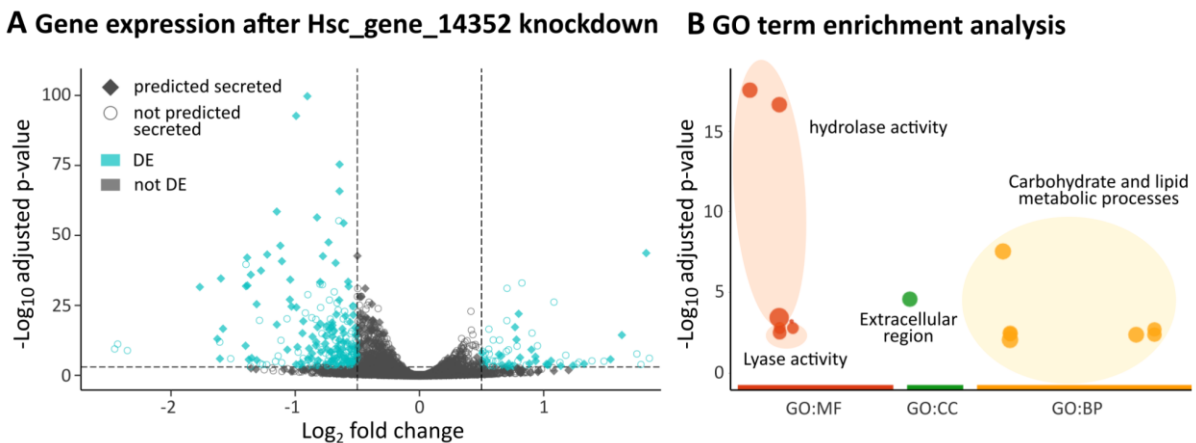 A Gene expression after Hsc_gene_14352 knockdown
predicted secreted
not predicted
secreted
DE
not DE
100
75
50
25
0
-2
-1
0
1
-Log10 adjusted p-value
Log2 fold change
B GO term enrichment analysis
hydrolase activity
Carbohydrate and lipid
metabolic processes
Extracellular
region
Lyase activity
15
10
5
0
-Log10 adjusted p-value
GO:MF
GO:CC
GO:BP